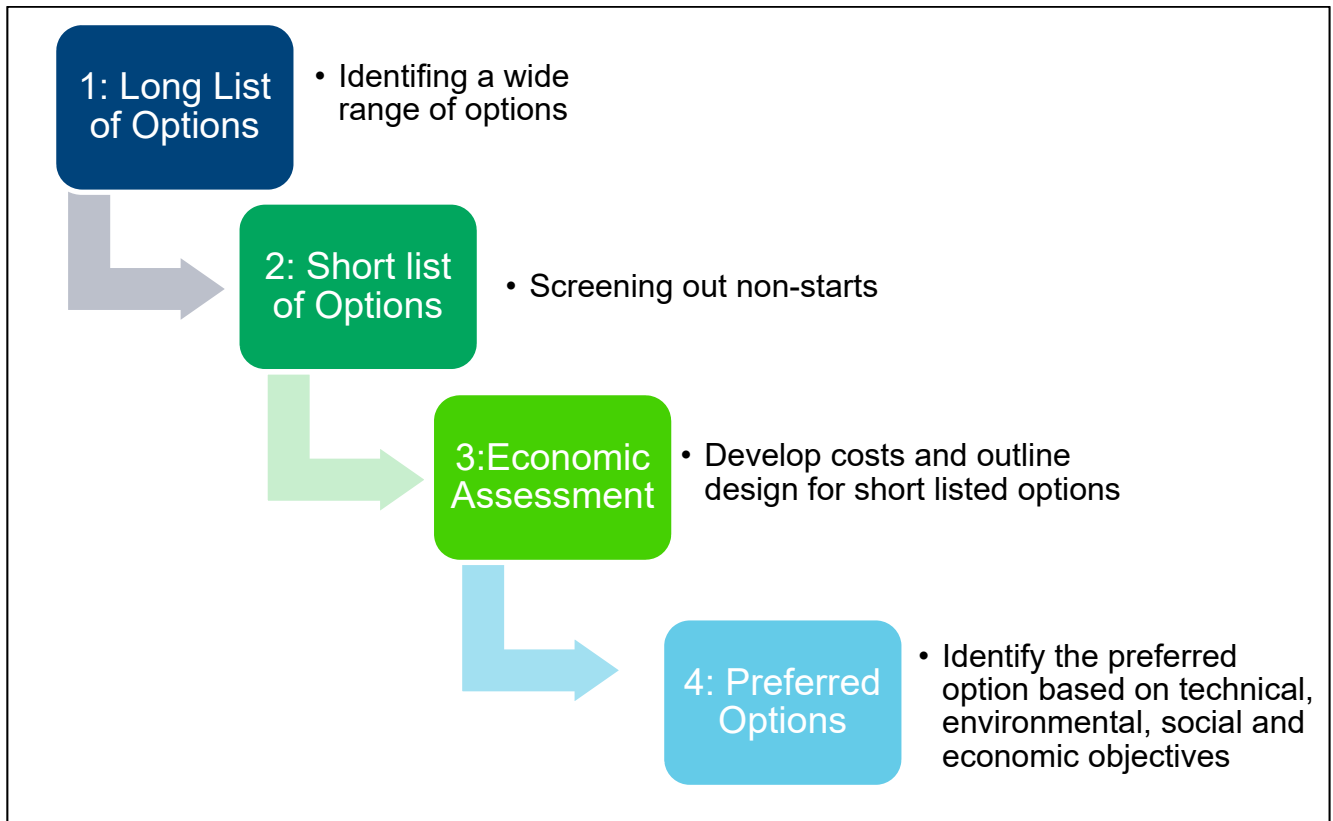 1: Long List
of Options
• Identifing a wide
range of options
2: Short list
of Options
• Screening out non-starts
3:Economic
Assessment
• Develop costs and outline
design for short listed options
4: Preferred
Options
• Identify the preferred
option based on technical,
environmental, social and
economic objectives